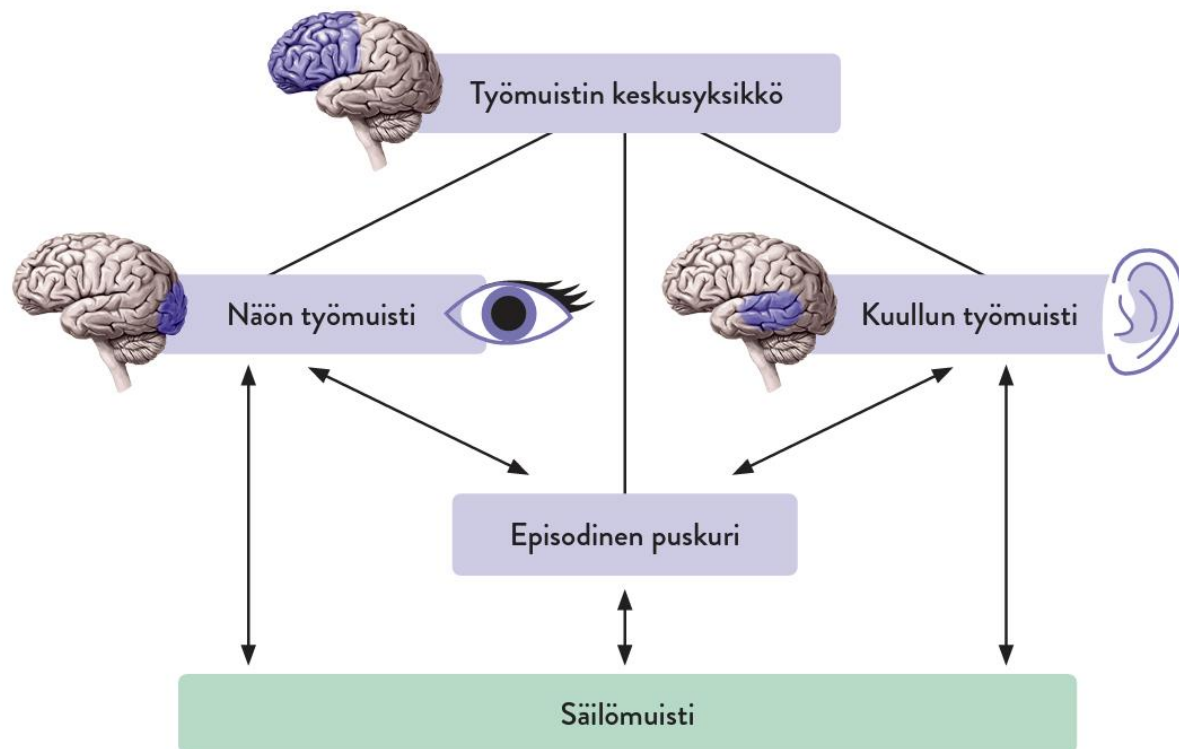 Työmuistin keskusyksikkö
Näön työmuisti
Kuullun työmuisti
Episodinen puskuri
Säilömuisti